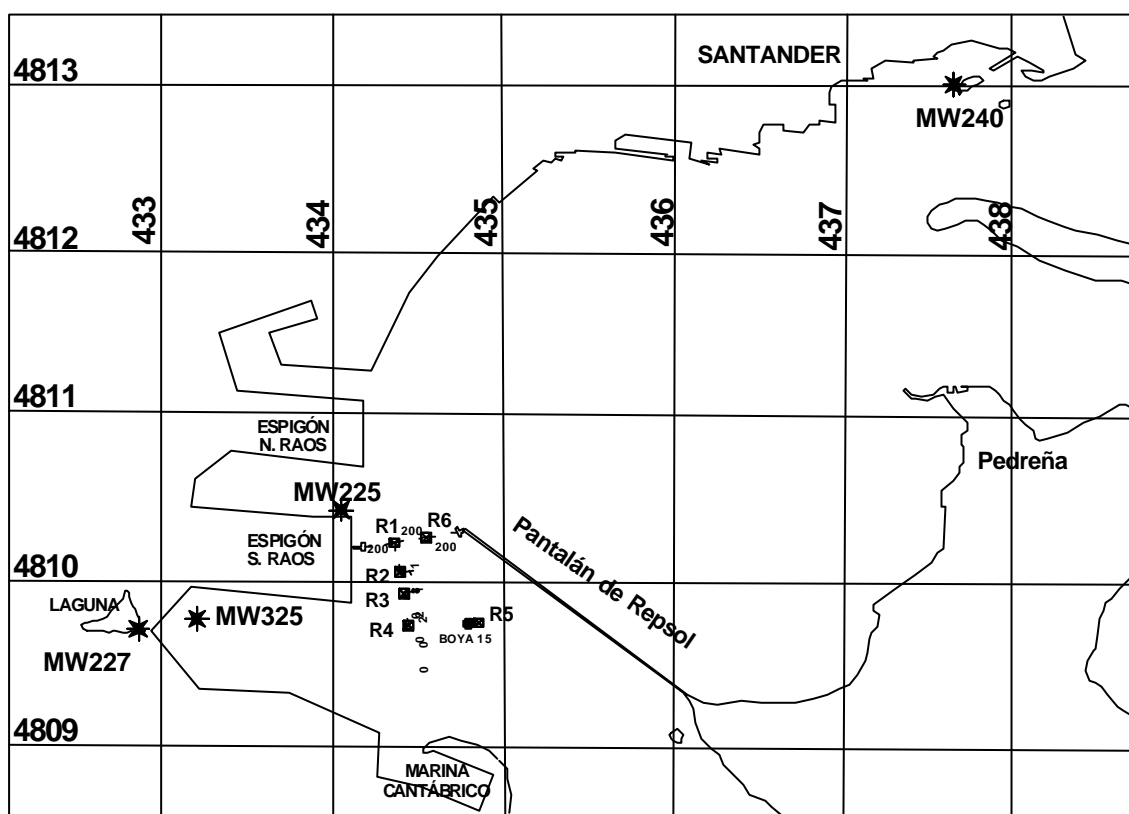 SANTANDER
4813
MW240
433
434
435
436
437
438
4812
4811
ESPIGÓN
N. RAOS
Pedreña
MW225
R1
200
R6
200
200
ESPIGÓN
S. RAOS
Pantalán de Repsol
4810
R2
R3
LAGUNA
MW325
R4
R5
BOYA 15
MW227
4809
MARINA
CANTÁBRICO